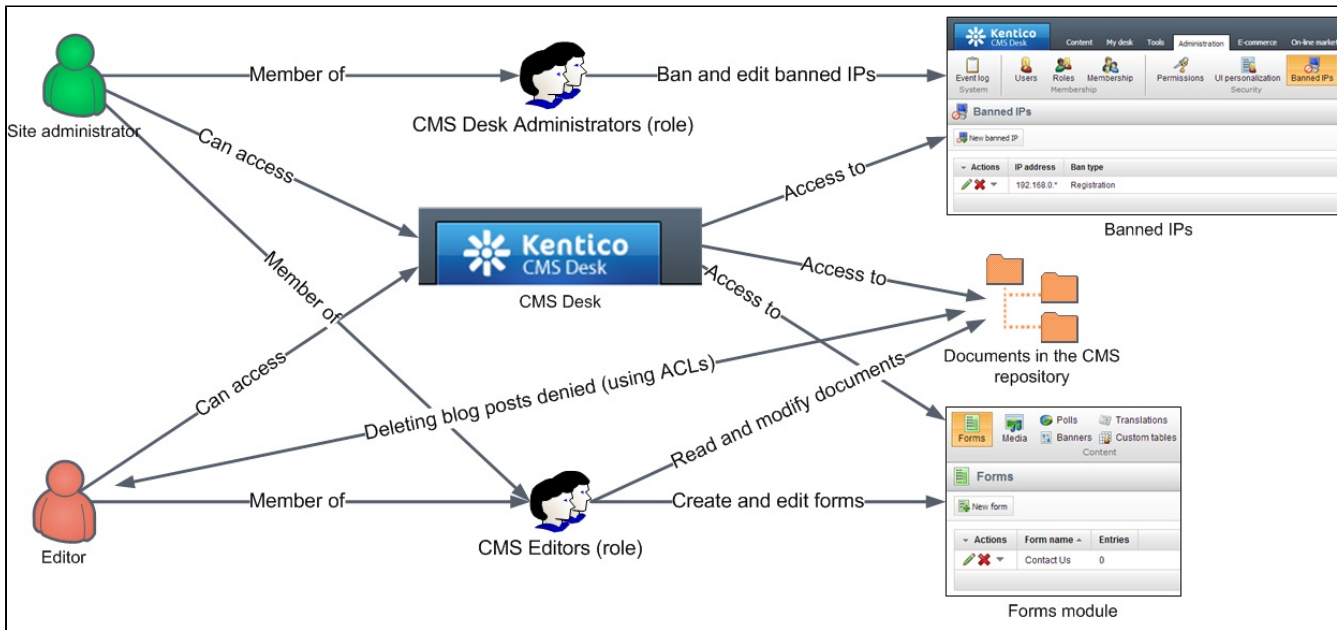 Site administrator
Member of
CMS Desk Administrators (role)
Ban and edit banned IPs
Kentico
CMS Desk
Content My desk Tools Administration E-commerce On-line market
Event log Users Roles Membership Permissions UI personalization Banned IPs
System Membership Security
Banned IPs
New banned IP
Actions IP address Ban type
192.168.0.* Registration
Banned IPs
Can access
Member of
Kentico
CMS Desk
CMS Desk
Access to
Access to
Access to
Documents in the CMS
repository
Can access
Deleting blog posts denied (using ACLs)
Read and modify documents
Editor
Member of
CMS Editors (role)
Create and edit forms
Forms Media Polls Translations
Banners Custom tables
Content
Forms
New form
Actions Form name Entries
Contact Us 0
Forms module